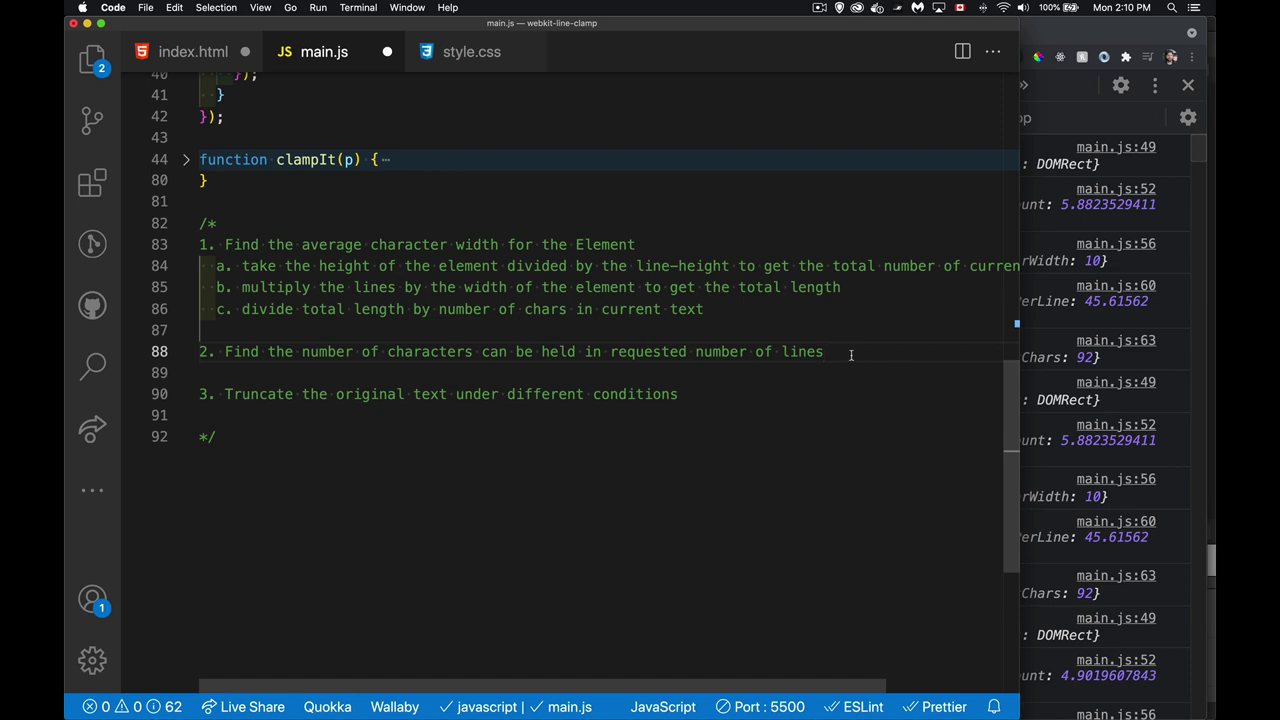 Code File Edit Selection View Go Run Terminal Window Help 100% Mon 2:10 PM
main.js — webkit-line-clamp
index.html JS main.js style.css
40 });
41 }
42 });
43
44 function clampIt(p) {
80 }
81
82 /*
83 1. Find the average character width for the Element
84 a. take the height of the element divided by the line-height to get the total number of curren
85 b. multiply the lines by the width of the element to get the total length
86 c. divide total length by number of chars in current text
87
88 2. Find the number of characters can be held in requested number of lines
89
90 3. Truncate the original text under different conditions
91
92 */
2
1
op
main.js:49
: DOMRect}
main.js:52
ount: 5.8823529411
main.js:56
rWidth: 10}
main.js:60
PerLine: 45.61562
main.js:63
Chars: 92}
main.js:49
: DOMRect}
main.js:52
ount: 5.8823529411
main.js:56
rWidth: 10}
main.js:60
PerLine: 45.61562
main.js:63
Chars: 92}
main.js:49
: DOMRect}
main.js:52
ount: 4.9019607843
main.js:56
0 0 62 Live Share Quokka Wallaby javascript | main.js JavaScript Port : 5500 ESLint Prettier